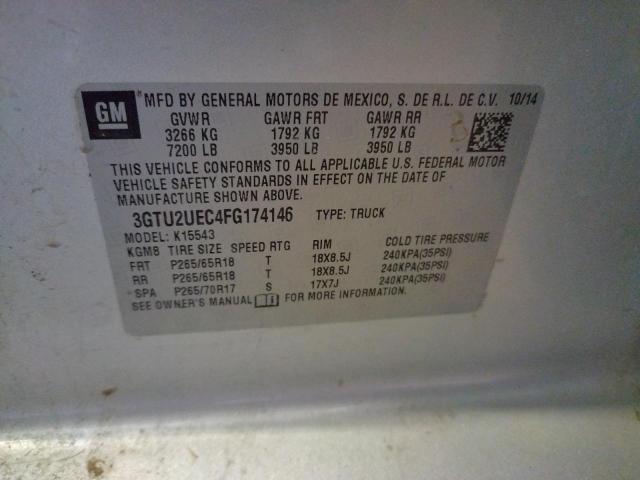 GM
* MFD BY GENERAL MOTORS DE MEXICO, S. DE R.L. DE C.V. 10/14
GVWR GAWR FRT GAWR RR
3266 KG 1792 KG 1792 KG
7200 LB 3950 LB 3950 LB
THIS VEHICLE CONFORMS TO ALL APPLICABLE U.S. FEDERAL MOTOR
VEHICLE SAFETY STANDARDS IN EFFECT ON THE DATE OF
MANUFACTURE SHOWN ABOVE.
3GTU2UEC4FG174146 TYPE: TRUCK
MODEL: K15543
KGM8 TIRE SIZE SPEED RTG RIM COLD TIRE PRESSURE
FRT P265/65R18 T 18X8.5J 240KPA(35PSI)
RR P265/65R18 T 18X8.5J 240KPA(35PSI)
SPA P265/70R17 S 17X7J 240KPA(35PSI)
SEE OWNER'S MANUAL FOR MORE INFORMATION.